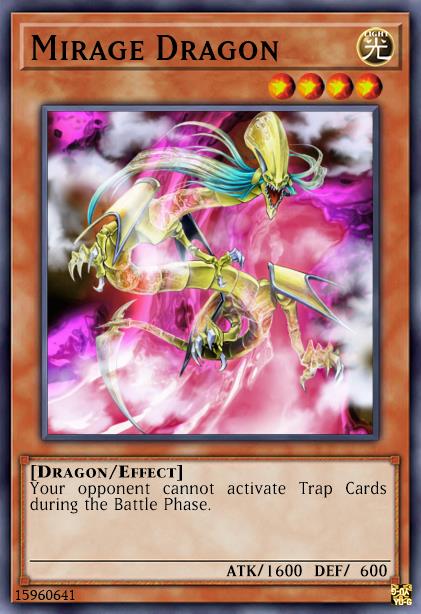 Mirage Dragon
LIGHT
光
[Dragon/Effect]
Your opponent cannot activate Trap Cards
during the Battle Phase.
ATK/1600 DEF/ 600
15960641